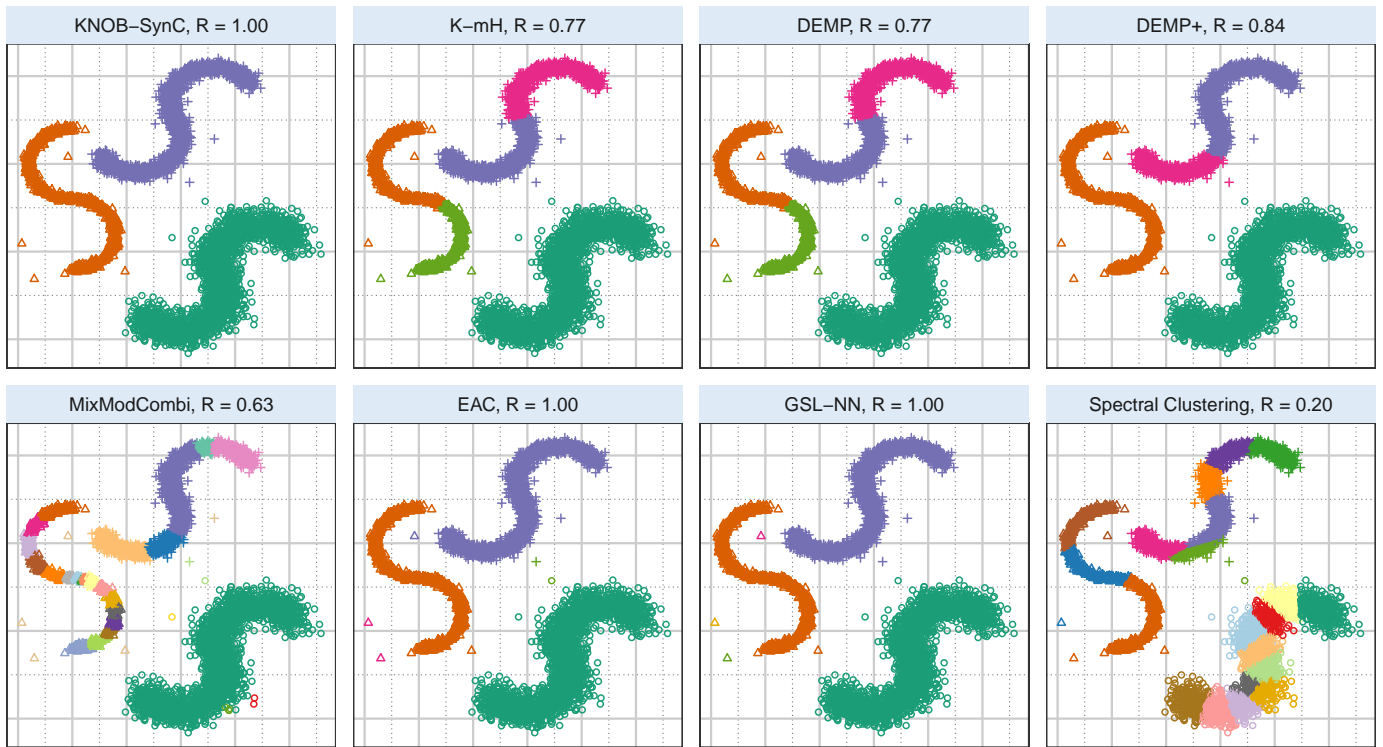 KNOB−SynC, R = 1.00
K−mH, R = 0.77
DEMP, R = 0.77
DEMP+, R = 0.84
MixModCombi, R = 0.63
EAC, R = 1.00
GSL−NN, R = 1.00
Spectral Clustering, R = 0.20